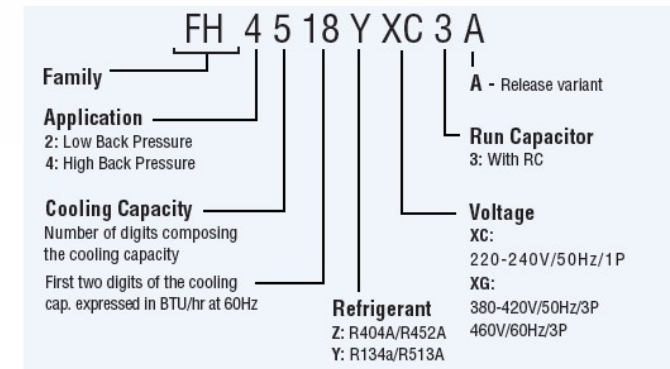 FH 4 5 18 Y XC 3 A
Family
Application
2: Low Back Pressure
4: High Back Pressure
Cooling Capacity
Number of digits composing
the cooling capacity
First two digits of the cooling
cap. expressed in BTU/hr at 60Hz
Refrigerant
Z: R404A/R452A
Y: R134a/R513A
A - Release variant
Run Capacitor
3: With RC
Voltage
XC:
220-240V/50Hz/1P
XG:
380-420V/50Hz/3P
460V/60Hz/3P